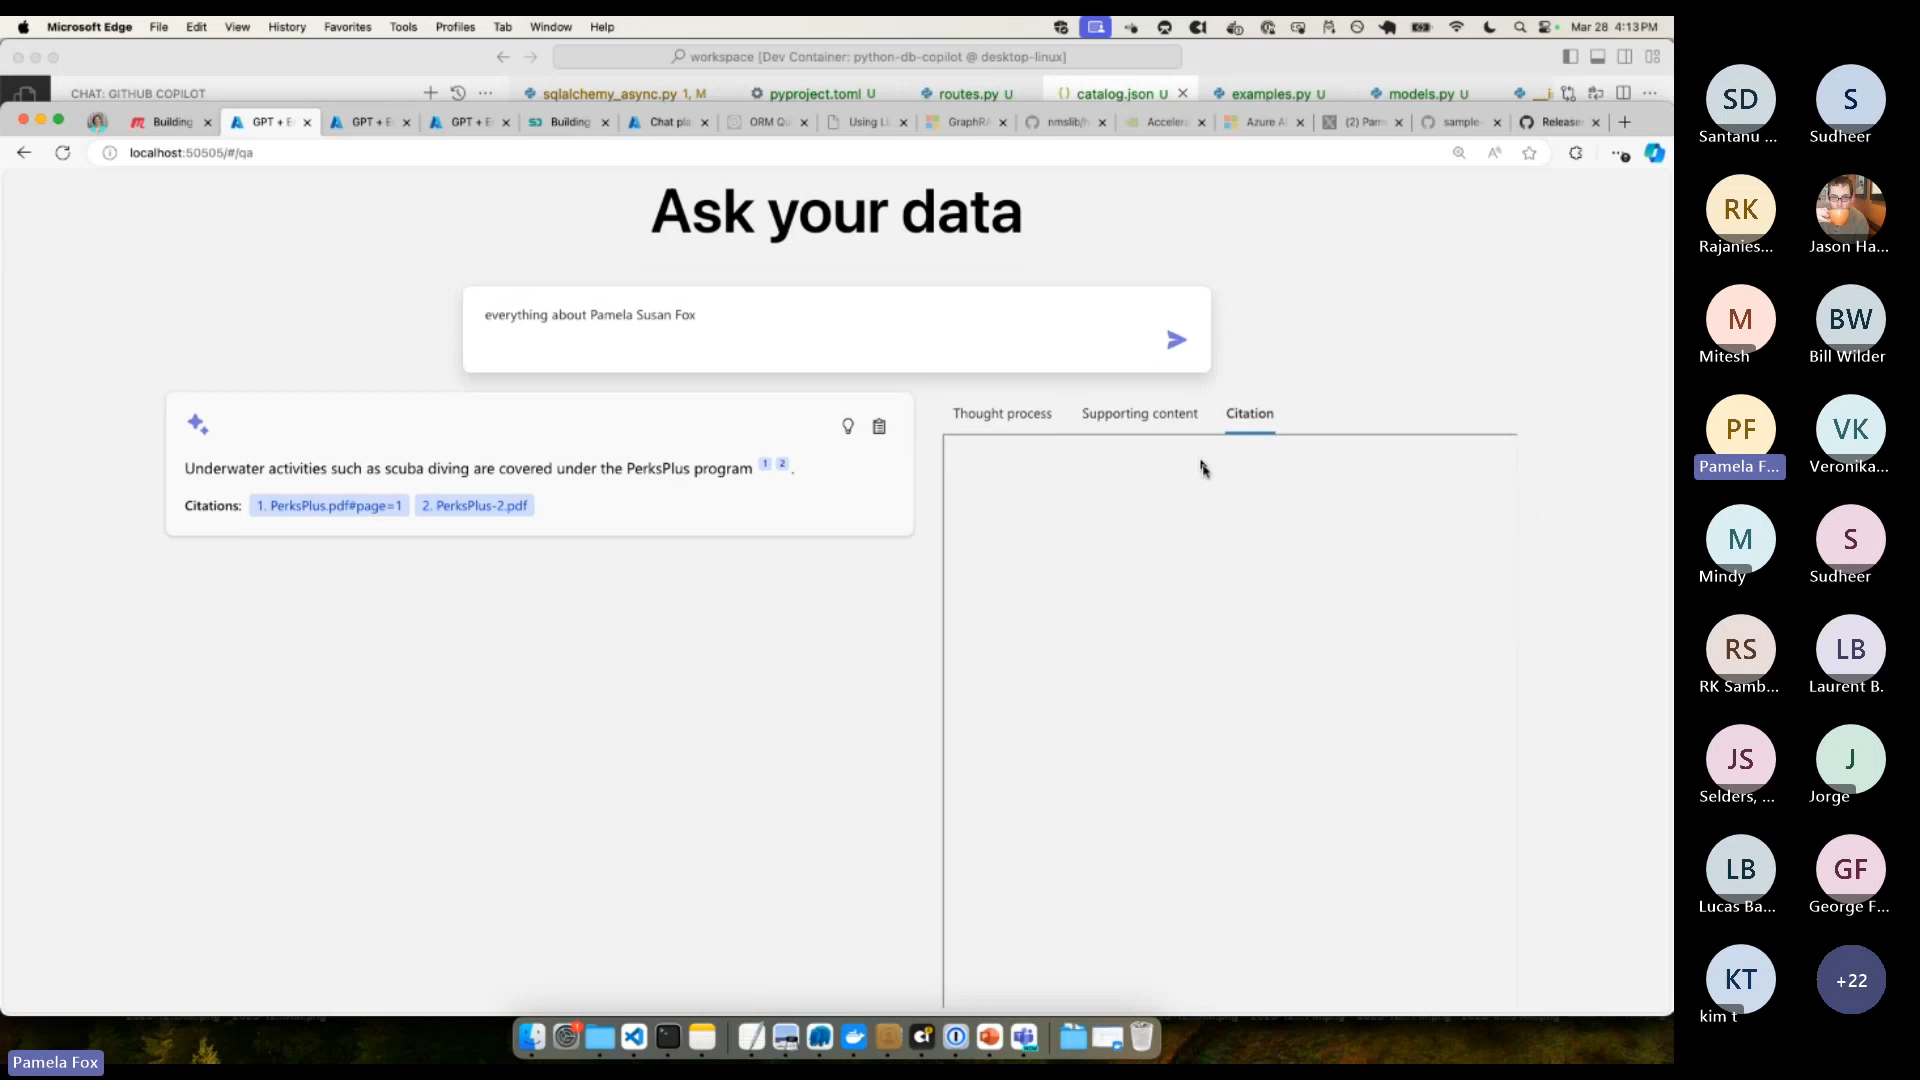 Microsoft Edge File Edit View History Favorites Tools Profiles Tab Window Help Mar 28 4:13 PM
workspace [Dev Container: python-db-copilot @ desktop-linux]
CHAT: GITHUB COPILOT sqlalchemy_async.py 1, M pyproject.toml U routes.py U catalog.json U examples.py U models.py U
Building GPT + E GPT + E GPT + E Building Chat pla ORM Qu Using LL GraphRA nmslib/h Acceler Azure A (2) Pam sample- Release
localhost:50505/#/qa
Ask your data
everything about Pamela Susan Fox
Thought process Supporting content Citation
Underwater activities such as scuba diving are covered under the PerksPlus program 1 2 .
Citations: 1. PerksPlus.pdf#page=1 2. PerksPlus-2.pdf
SD S
Santanu ... Sudheer
RK
Rajanies... Jason Ha...
M BW
Mitesh Bill Wilder
PF VK
Pamela F... Veronika...
M S
Mindy Sudheer
RS LB
RK Samb... Laurent B.
JS J
Selders, ... Jorge
LB GF
Lucas Ba... George F...
KT +22
kim t
Pamela Fox